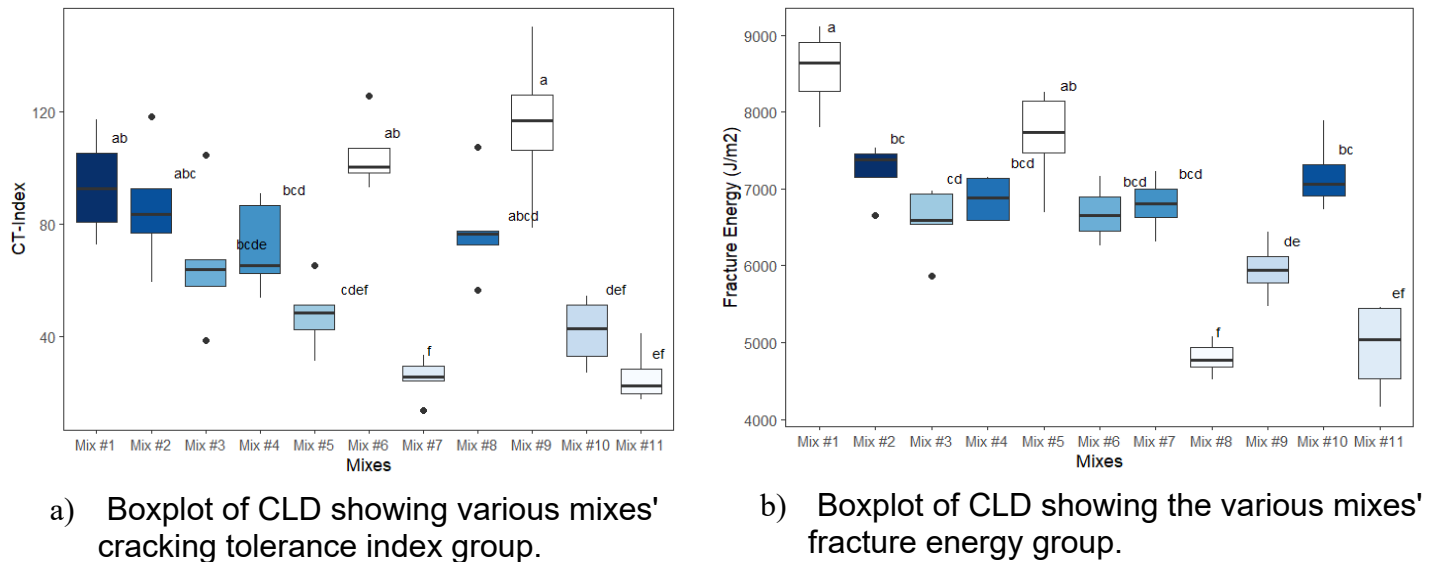 CT-Index
120
80
40
ab
abc
bcde
bcd
cdef
ab
f
abcd
a
def
ef
Mix #1 Mix #2 Mix #3 Mix #4 Mix #5 Mix #6 Mix #7 Mix #8 Mix #9 Mix #10 Mix #11
Mixes
a) Boxplot of CLD showing various mixes'
cracking tolerance index group.
Fracture Energy (J/m2)
9000
8000
7000
6000
5000
4000
a
bc
cd
bcd
ab
bcd
bcd
f
de
bc
ef
Mix #1 Mix #2 Mix #3 Mix #4 Mix #5 Mix #6 Mix #7 Mix #8 Mix #9 Mix #10 Mix #11
Mixes
b) Boxplot of CLD showing the various mixes'
fracture energy group.